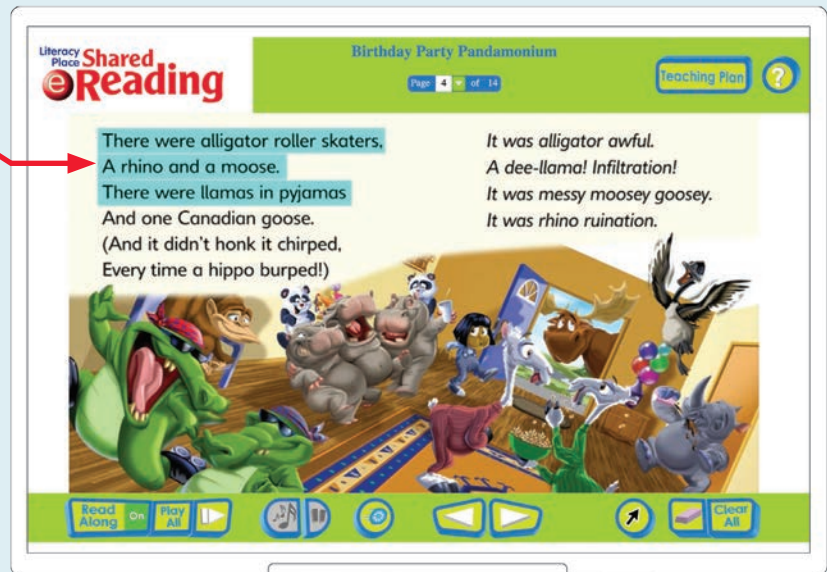 Literacy
Place Shared
eReading
Birthday Party Pandamonium
Page 4 of 14
Teaching Plan ?
There were alligator roller skaters,
A rhino and a moose.
There were llamas in pyjamas
And one Canadian goose.
(And it didn't honk it chirped,
Every time a hippo burped!)
It was alligator awful.
A dee-llama! Infiltration!
It was messy moosey goosey.
It was rhino ruination.
Read
Along On
Play
All
Clear
All